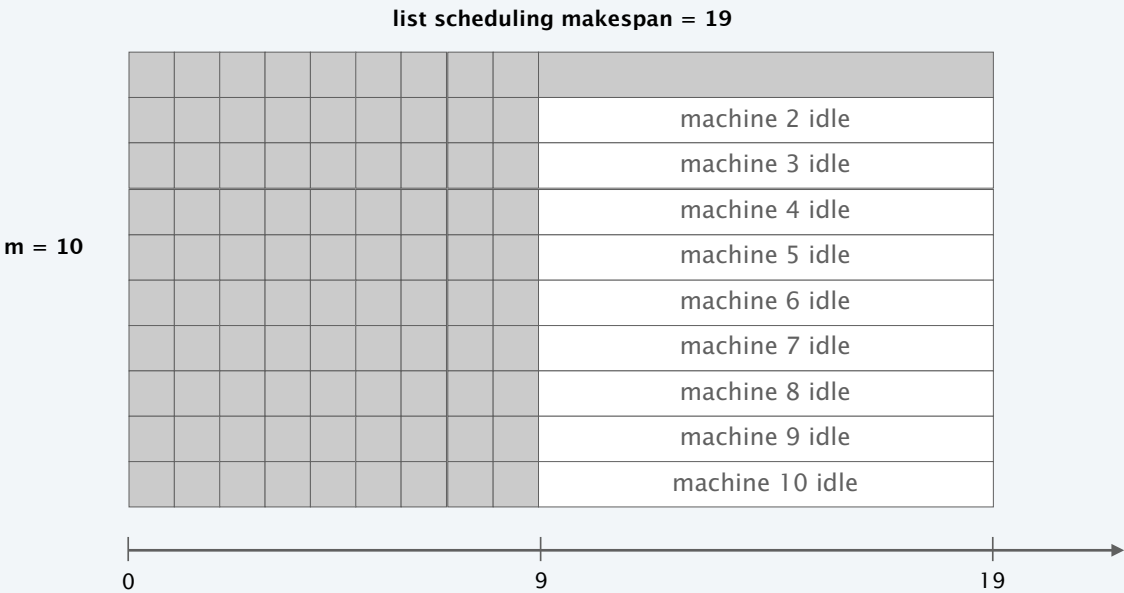 list scheduling makespan = 19
machine 2 idle
machine 3 idle
machine 4 idle
m = 10
machine 5 idle
machine 6 idle
machine 7 idle
machine 8 idle
machine 9 idle
machine 10 idle
0 9 19